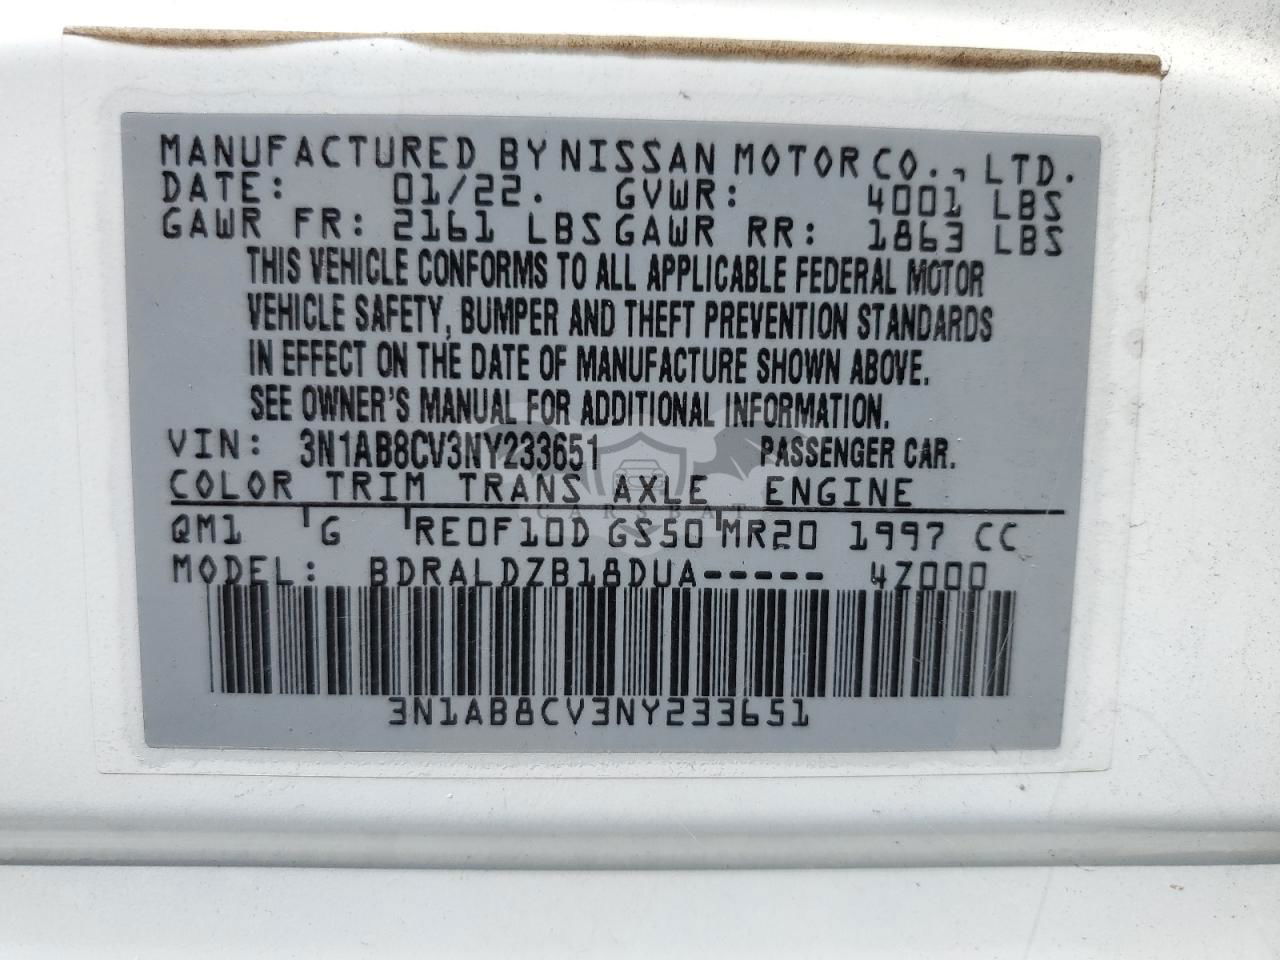 MANUFACTURED BY NISSAN MOTOR CO., LTD.
DATE: 01/22. GVWR: 4001 LBS
GAWR FR: 2161 LBS GAWR RR: 1863 LBS
THIS VEHICLE CONFORMS TO ALL APPLICABLE FEDERAL MOTOR
VEHICLE SAFETY, BUMPER AND THEFT PREVENTION STANDARDS
IN EFFECT ON THE DATE OF MANUFACTURE SHOWN ABOVE.
SEE OWNER'S MANUAL FOR ADDITIONAL INFORMATION.
VIN: 3N1AB8CV3NY233651 PASSENGER CAR.
COLOR TRIM TRANS AXLE ENGINE
CARSBAT
QM1 G RE0F10D GS50 MR20 1997 CC
MODEL: BDRALDZB18DUA----- 4Z000
3N1AB8CV3NY233651